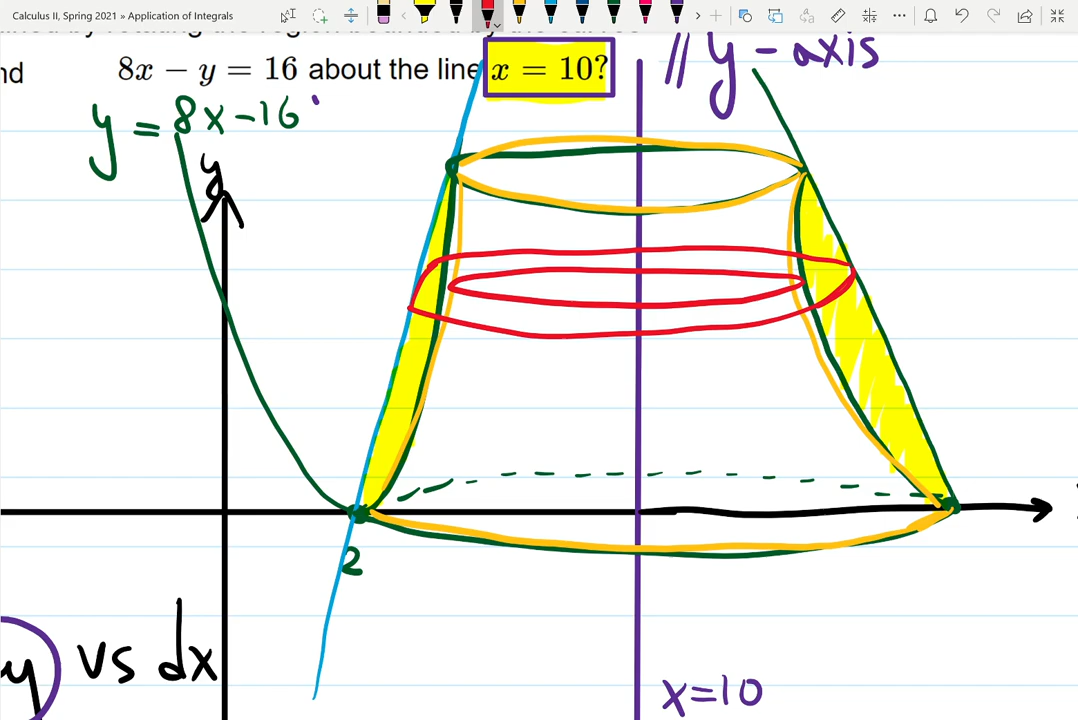 Calculus II, Spring 2021 » Application of Integrals
nd 8x − y = 16 about the line x = 10?
// y - axis
y = 8x-16
y
2
y vs dx
x=10